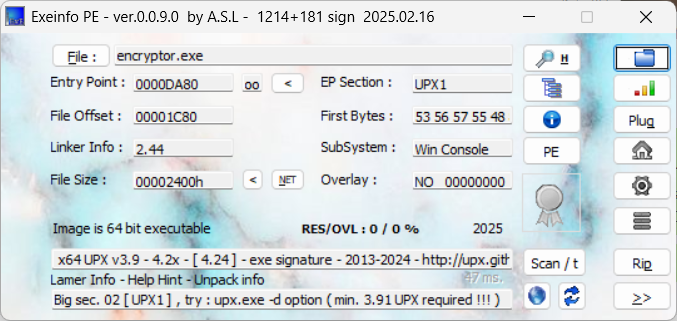 Exeinfo PE - ver.0.0.9.0 by A.S.L - 1214+181 sign 2025.02.16
File : encryptor.exe H
Entry Point : 0000DA80 oo < EP Section : UPX1
File Offset : 00001C80 First Bytes : 53 56 57 55 48 Plug
Linker Info : 2.44 SubSystem : Win Console PE
File Size : 00002400h < NET Overlay : NO 00000000
Image is 64 bit executable RES/OVL : 0 / 0 % 2025
x64 UPX v3.9 - 4.2x - [ 4.24 ] - exe signature - 2013-2024 - http://upx.gith Scan / t Rip
Lamer Info - Help Hint - Unpack info 47 ms.
Big sec. 02 [ UPX1 ] , try : upx.exe -d option ( min. 3.91 UPX required !!! ) >>